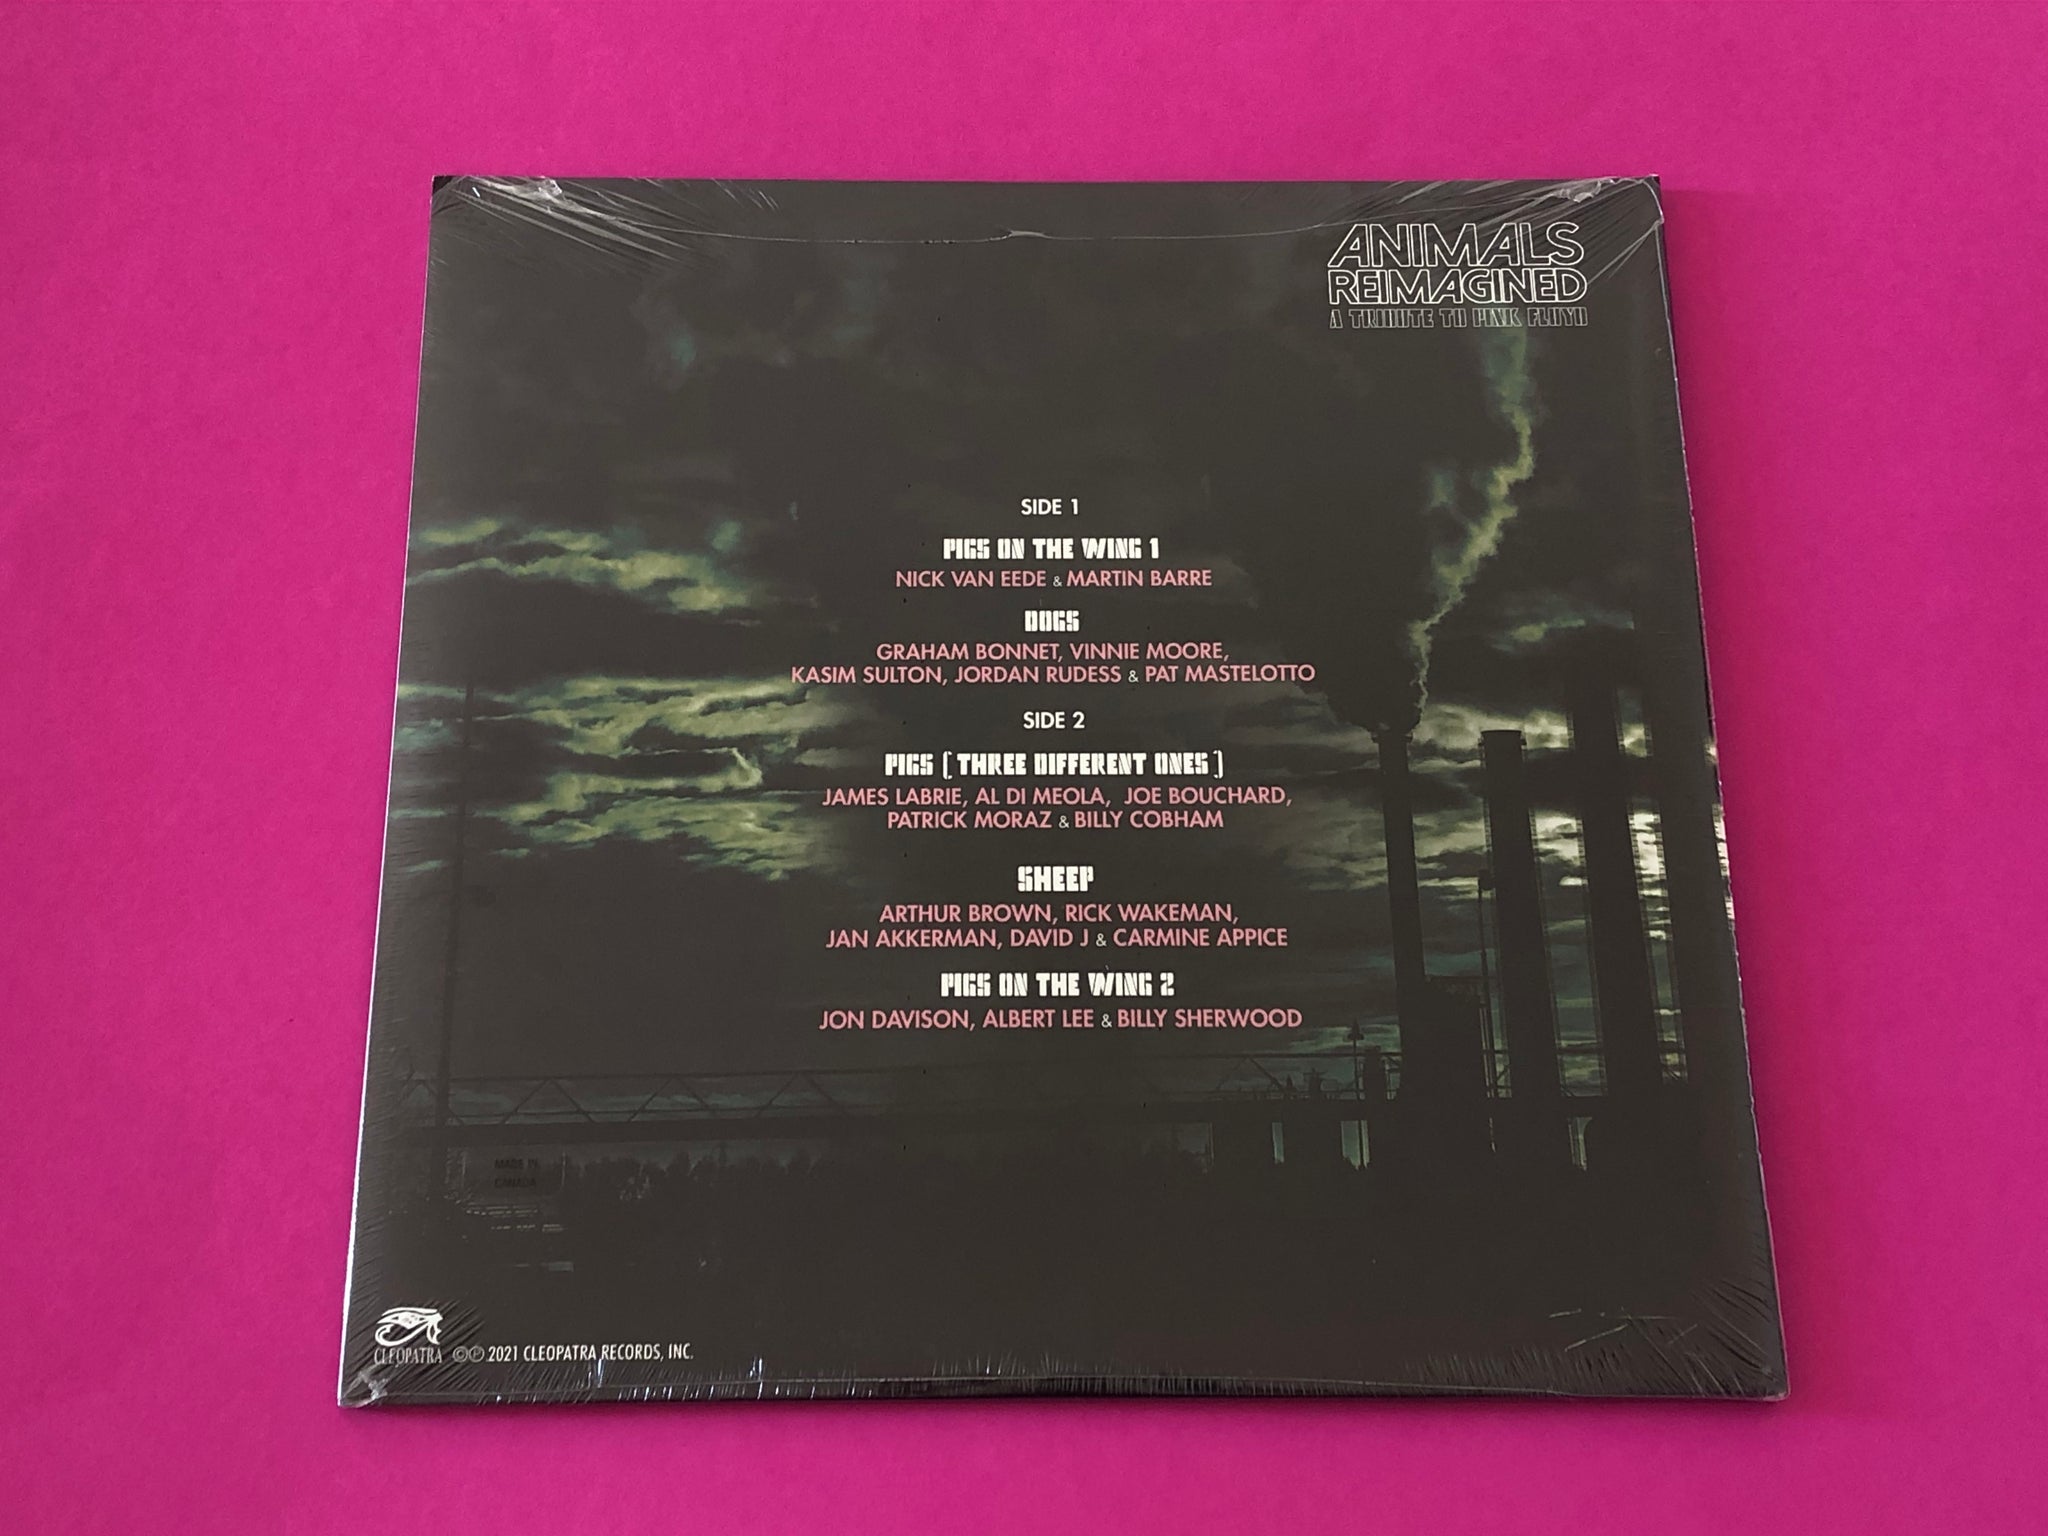 ANIMALS
REIMAGINED
A TRIBUTE TO PINK FLOYD
SIDE 1
PIGS ON THE WING 1
NICK VAN EEDE & MARTIN BARRE
DOGS
GRAHAM BONNET, VINNIE MOORE,
KASIM SULTON, JORDAN RUDESS & PAT MASTELOTTO
SIDE 2
PIGS (THREE DIFFERENT ONES)
JAMES LABRIE, AL DI MEOLA, JOE BOUCHARD,
PATRICK MORAZ & BILLY COBHAM
SHEEP
ARTHUR BROWN, RICK WAKEMAN,
JAN AKKERMAN, DAVID J & CARMINE APPICE
PIGS ON THE WING 2
JON DAVISON, ALBERT LEE & BILLY SHERWOOD
MADE IN
CANADA
CLEOPATRA ©℗ 2021 CLEOPATRA RECORDS, INC.